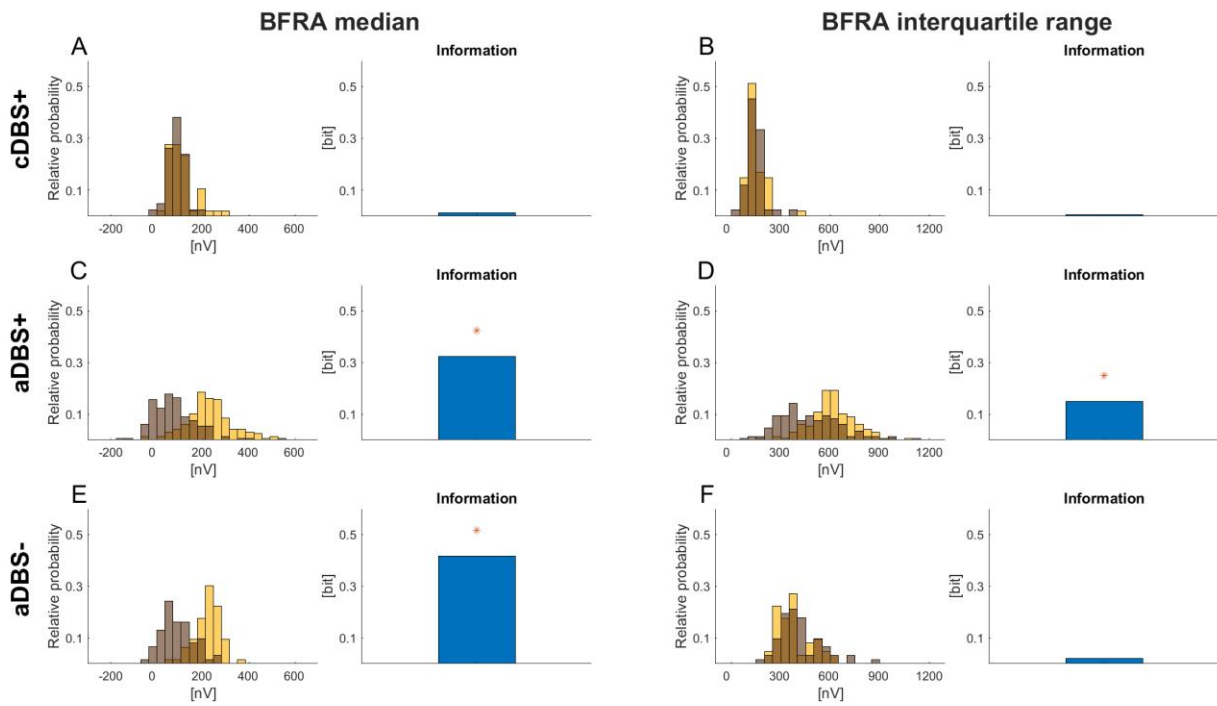 BFRA median
BFRA interquartile range
cDBS+
A
Information
Relative probability
0.5
0.3
0.1
-200 0 200 400 600
[nV]
[bit]
0.5
0.3
0.1
B
Information
Relative probability
0.5
0.3
0.1
0 300 600 900 1200
[nV]
[bit]
0.5
0.3
0.1
aDBS+
C
Information
Relative probability
0.5
0.3
0.1
-200 0 200 400 600
[nV]
[bit]
0.5
0.3
0.1
*
D
Information
Relative probability
0.5
0.3
0.1
300 600 900 1200
[nV]
[bit]
0.5
0.3
0.1
*
aDBS-
E
Information
Relative probability
0.5
0.3
0.1
-200 0 200 400 600
[nV]
[bit]
0.5
0.3
0.1
*
F
Information
Relative probability
0.5
0.3
0.1
300 600 900 1200
[nV]
[bit]
0.5
0.3
0.1